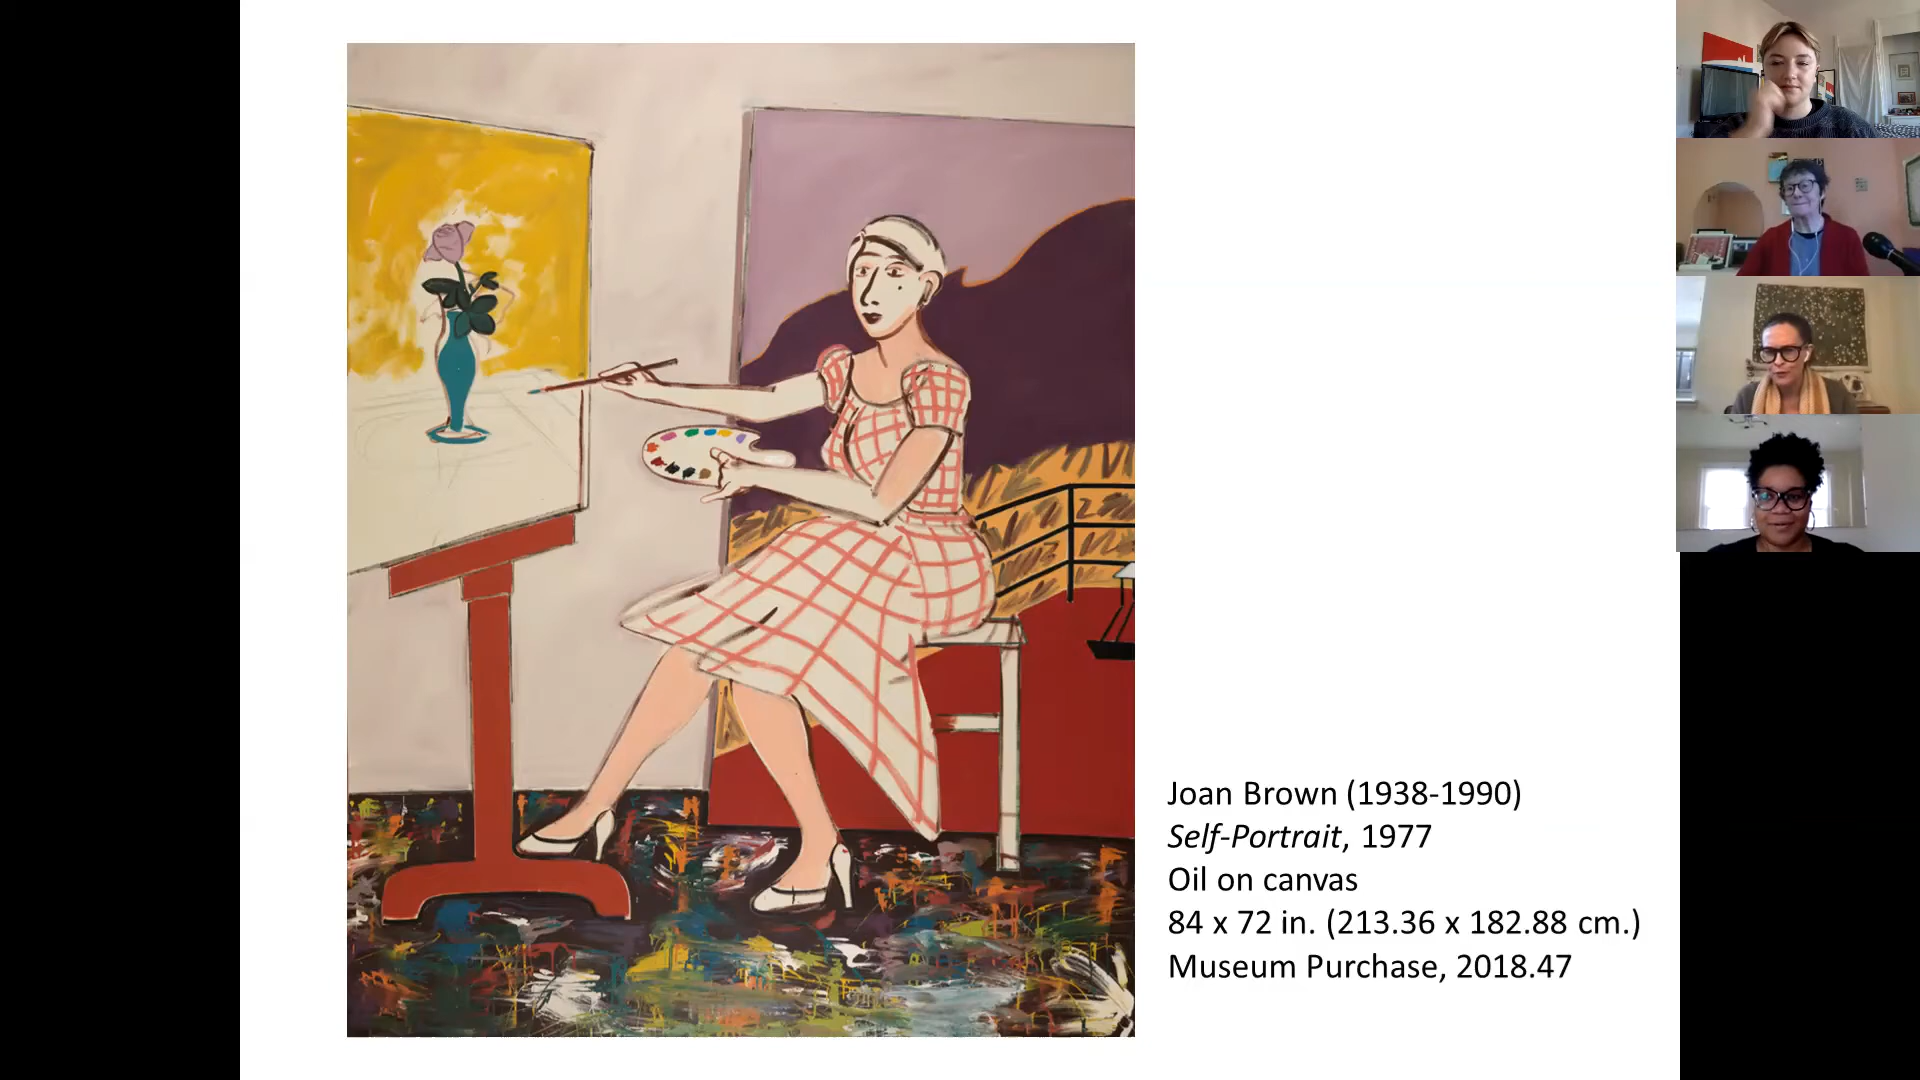 Joan Brown (1938-1990)
Self-Portrait, 1977
Oil on canvas
84 x 72 in. (213.36 x 182.88 cm.)
Museum Purchase, 2018.47